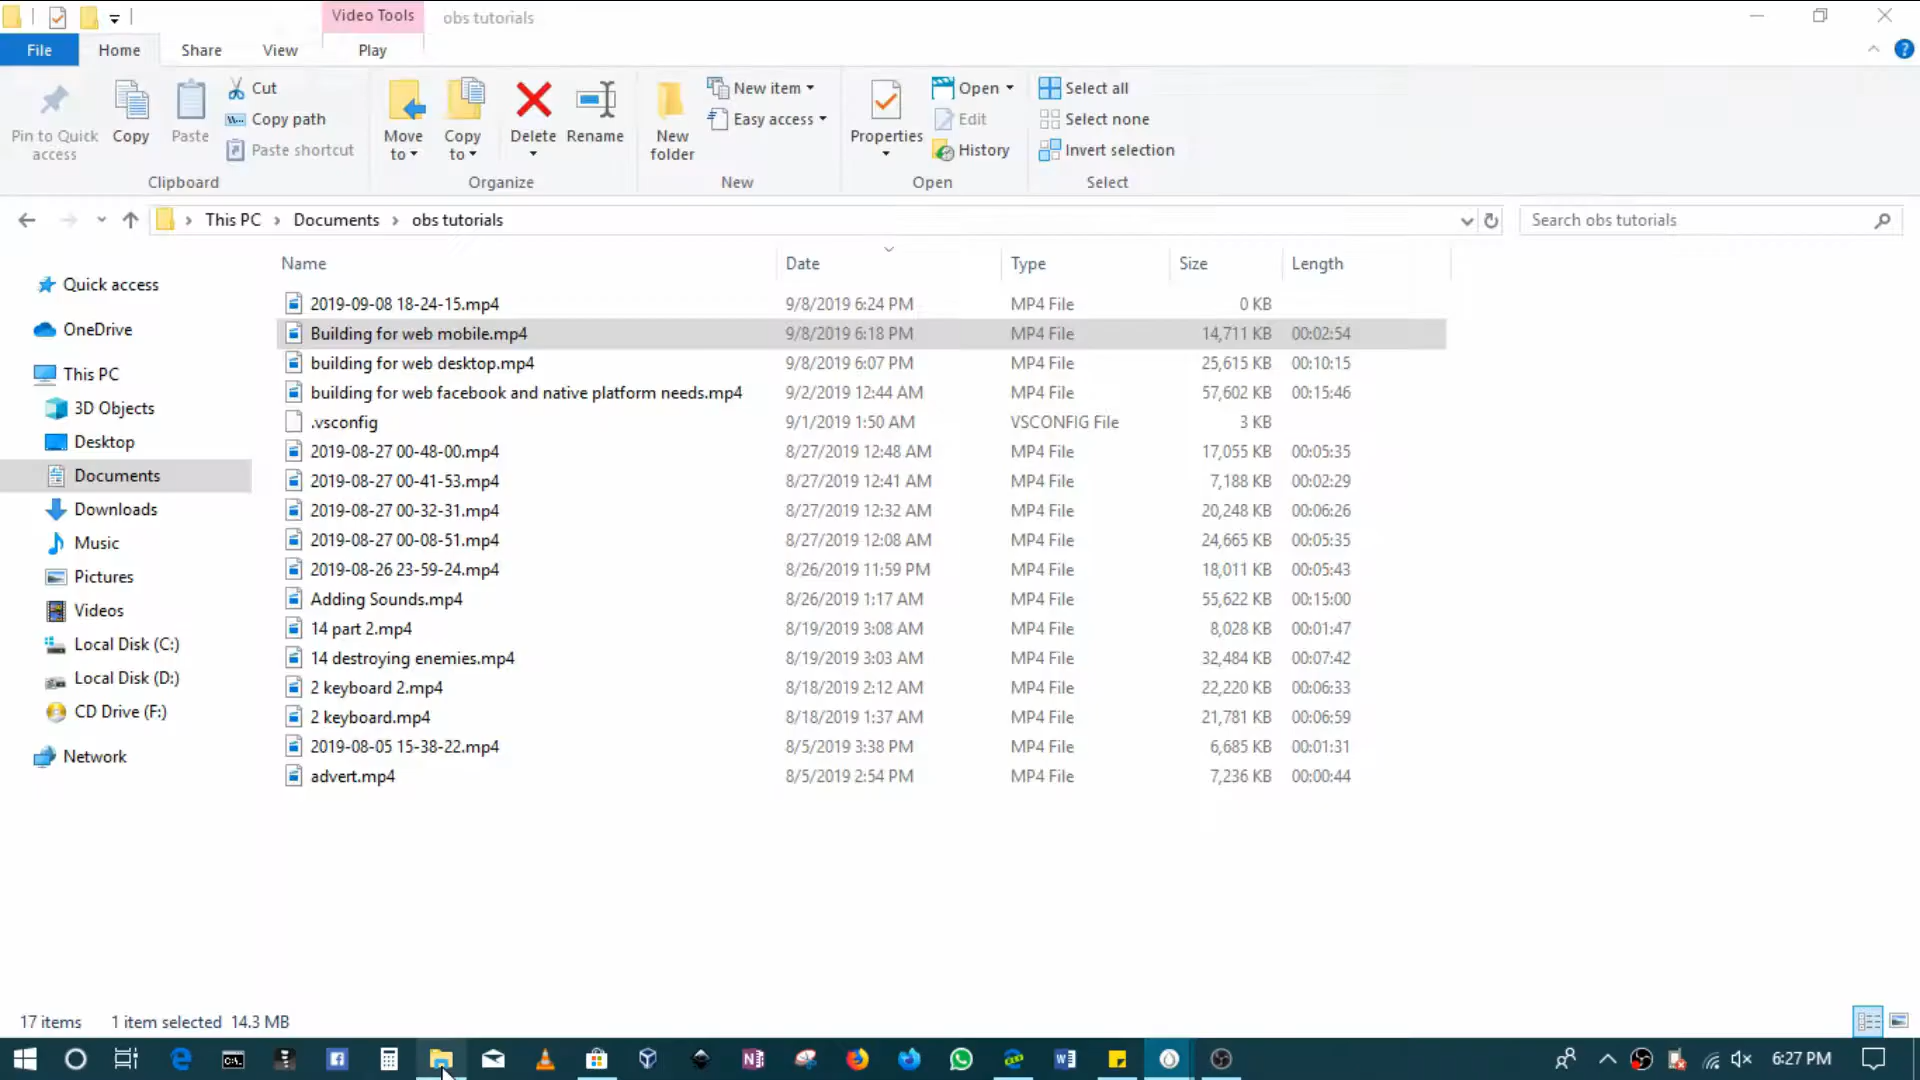 Video Tools obs tutorials
File Home Share View Play
Pin to Quick access
Copy
Paste
Cut
Copy path
Paste shortcut
Clipboard
Move to
Copy to
Delete
Rename
Organize
New folder
New item
Easy access
New
Properties
Open
Edit
History
Open
Select all
Select none
Invert selection
Select
This PC › Documents › obs tutorials
Search obs tutorials
Quick access
OneDrive
This PC
3D Objects
Desktop
Documents
Downloads
Music
Pictures
Videos
Local Disk (C:)
Local Disk (D:)
CD Drive (F:)
Network
Name Date Type Size Length
2019-09-08 18-24-15.mp4 9/8/2019 6:24 PM MP4 File 0 KB
Building for web mobile.mp4 9/8/2019 6:18 PM MP4 File 14,711 KB 00:02:54
building for web desktop.mp4 9/8/2019 6:07 PM MP4 File 25,615 KB 00:10:15
building for web facebook and native platform needs.mp4 9/2/2019 12:44 AM MP4 File 57,602 KB 00:15:46
.vsconfig 9/1/2019 1:50 AM VSCONFIG File 3 KB
2019-08-27 00-48-00.mp4 8/27/2019 12:48 AM MP4 File 17,055 KB 00:05:35
2019-08-27 00-41-53.mp4 8/27/2019 12:41 AM MP4 File 7,188 KB 00:02:29
2019-08-27 00-32-31.mp4 8/27/2019 12:32 AM MP4 File 20,248 KB 00:06:26
2019-08-27 00-08-51.mp4 8/27/2019 12:08 AM MP4 File 24,665 KB 00:05:35
2019-08-26 23-59-24.mp4 8/26/2019 11:59 PM MP4 File 18,011 KB 00:05:43
Adding Sounds.mp4 8/26/2019 1:17 AM MP4 File 55,622 KB 00:15:00
14 part 2.mp4 8/19/2019 3:08 AM MP4 File 8,028 KB 00:01:47
14 destroying enemies.mp4 8/19/2019 3:03 AM MP4 File 32,484 KB 00:07:42
2 keyboard 2.mp4 8/18/2019 2:12 AM MP4 File 22,220 KB 00:06:33
2 keyboard.mp4 8/18/2019 1:37 AM MP4 File 21,781 KB 00:06:59
2019-08-05 15-38-22.mp4 8/5/2019 3:38 PM MP4 File 6,685 KB 00:01:31
advert.mp4 8/5/2019 2:54 PM MP4 File 7,236 KB 00:00:44
17 items 1 item selected 14.3 MB
6:27 PM